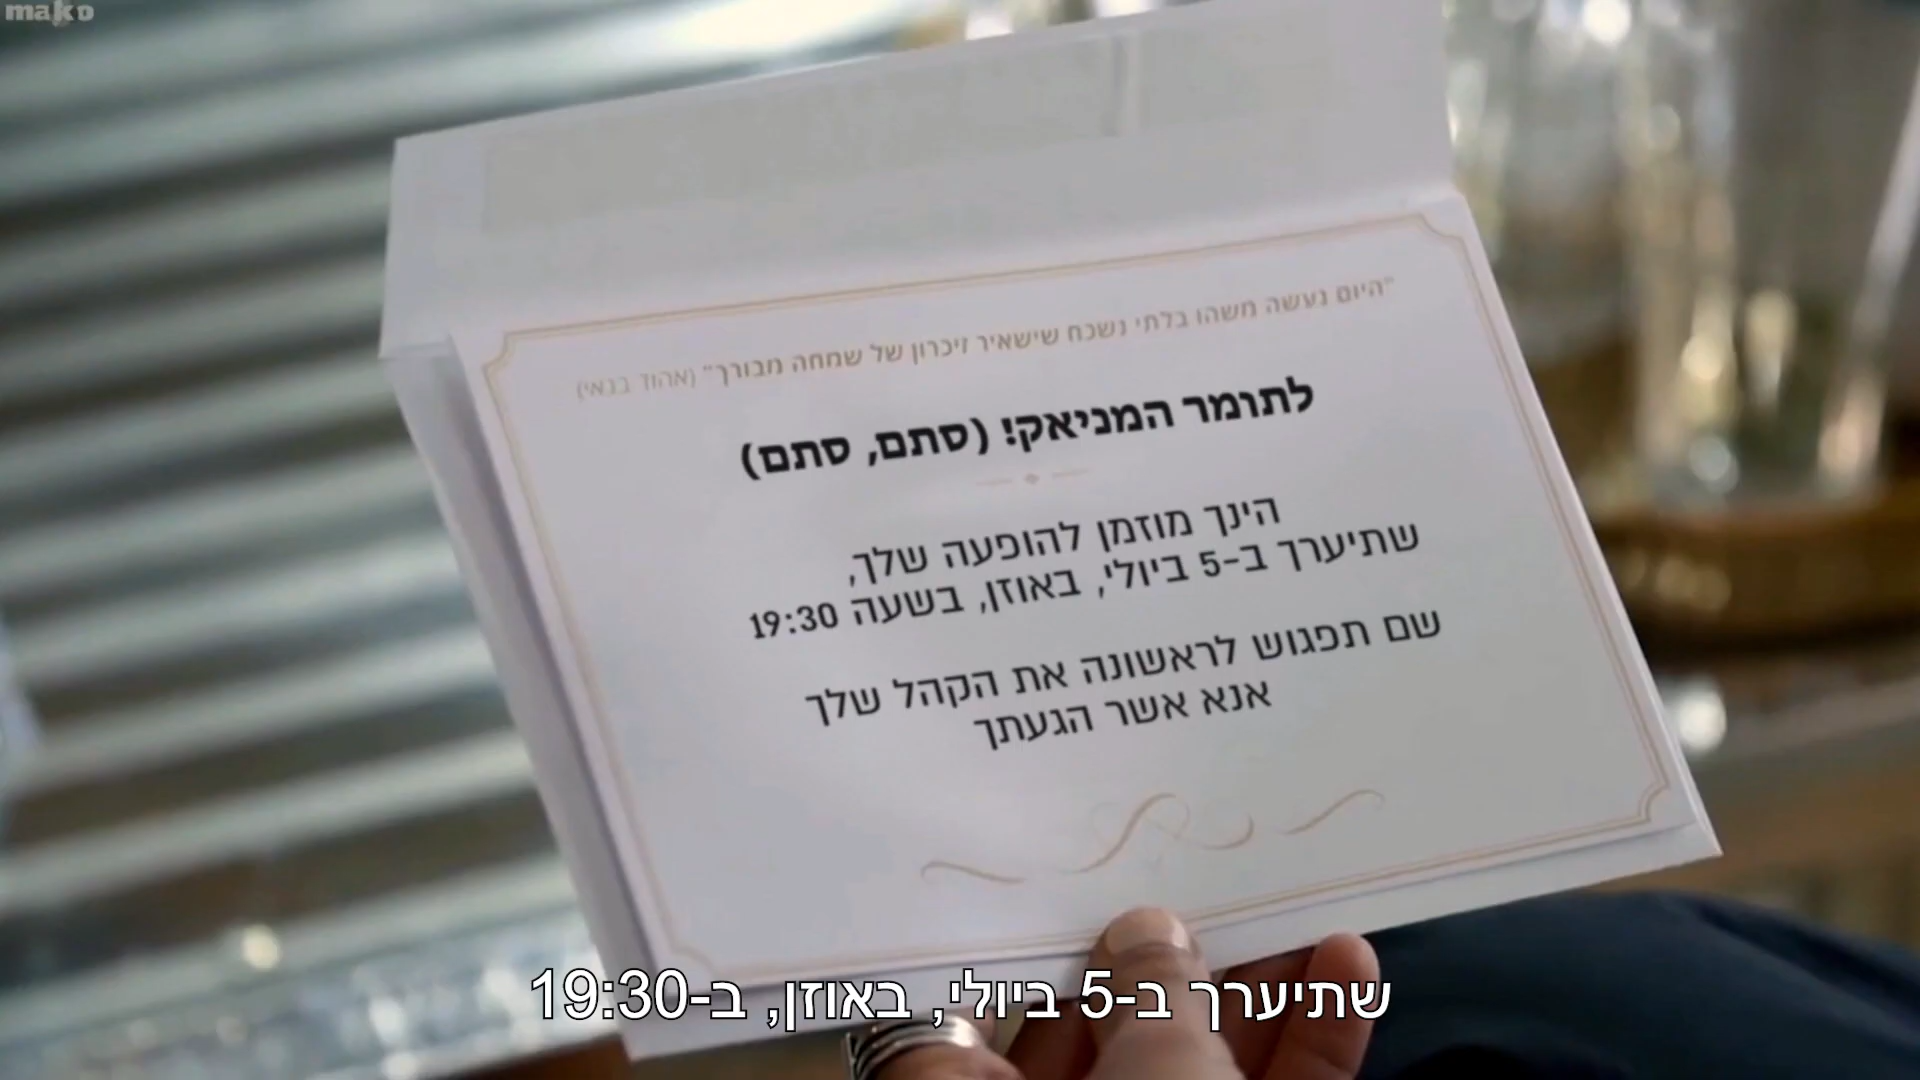 mako
"היום נעשה משהו בלתי נשכח שישאיר זיכרון של שמחה מבורך" (אהוד בנאי)
לתומר המניאק! (סתם, סתם)
הינך מוזמן להופעה שלך,
שתיערך ב-5 ביולי, באוזן, בשעה 19:30
שם תפגוש לראשונה את הקהל שלך
אנא אשר הגעתך
שתיערך ב-5 ביולי, באוזן, ב-19:30